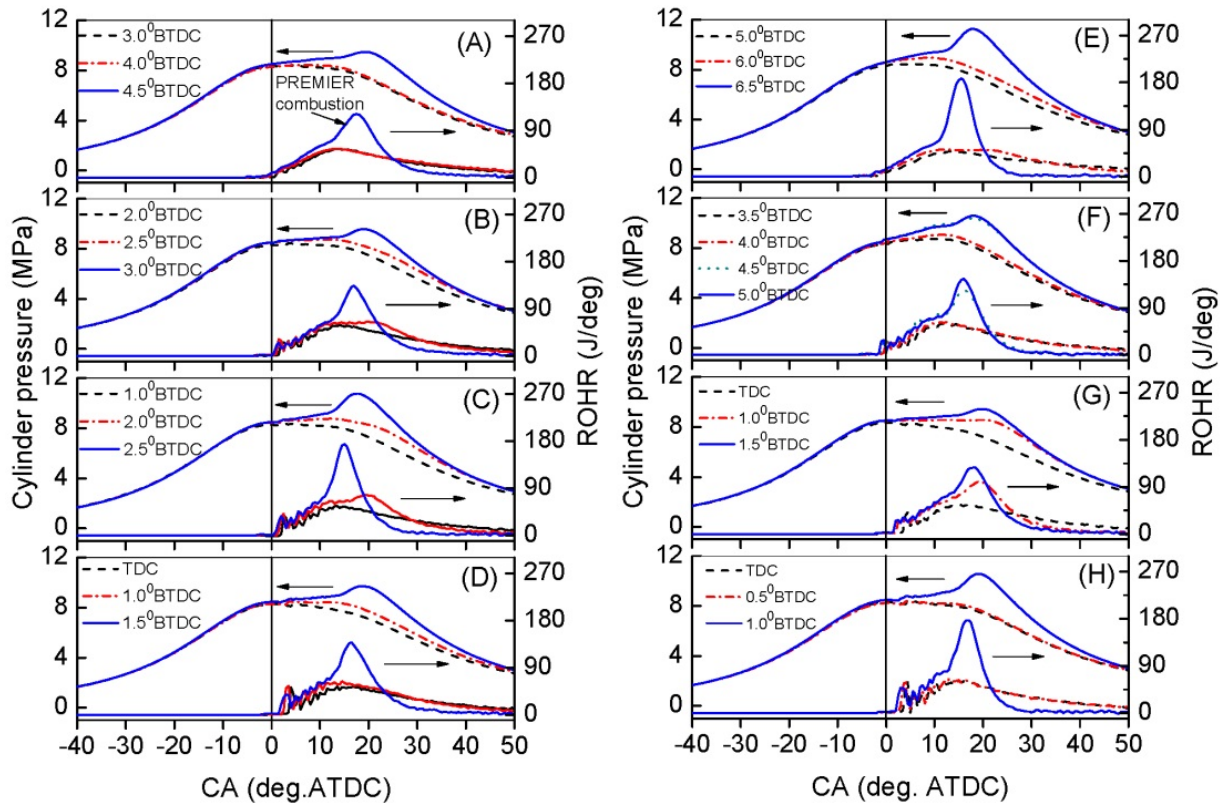 12
8
4
0
3.0⁰BTDC
4.0⁰BTDC
4.5⁰BTDC
PREMIER
combustion
(A)
270
180
90
0
12
8
4
0
2.0⁰BTDC
2.5⁰BTDC
3.0⁰BTDC
(B)
270
180
90
0
12
8
4
0
1.0⁰BTDC
2.0⁰BTDC
2.5⁰BTDC
(C)
270
180
90
0
12
8
4
0
TDC
1.0⁰BTDC
1.5⁰BTDC
(D)
270
180
90
0
-40 -30 -20 -10 0 10 20 30 40 50
CA (deg.ATDC)
Cylinder pressure (MPa)
ROHR (J/deg)
12
8
4
0
5.0⁰BTDC
6.0⁰BTDC
6.5⁰BTDC
(E)
270
180
90
0
12
8
4
0
3.5⁰BTDC
4.0⁰BTDC
4.5⁰BTDC
5.0⁰BTDC
(F)
270
180
90
0
12
8
4
0
TDC
1.0⁰BTDC
1.5⁰BTDC
(G)
270
180
90
0
12
8
4
0
TDC
0.5⁰BTDC
1.0⁰BTDC
(H)
270
180
90
0
-40 -30 -20 -10 0 10 20 30 40 50
CA (deg. ATDC)
Cylinder pressure (MPa)
ROHR (J/deg)